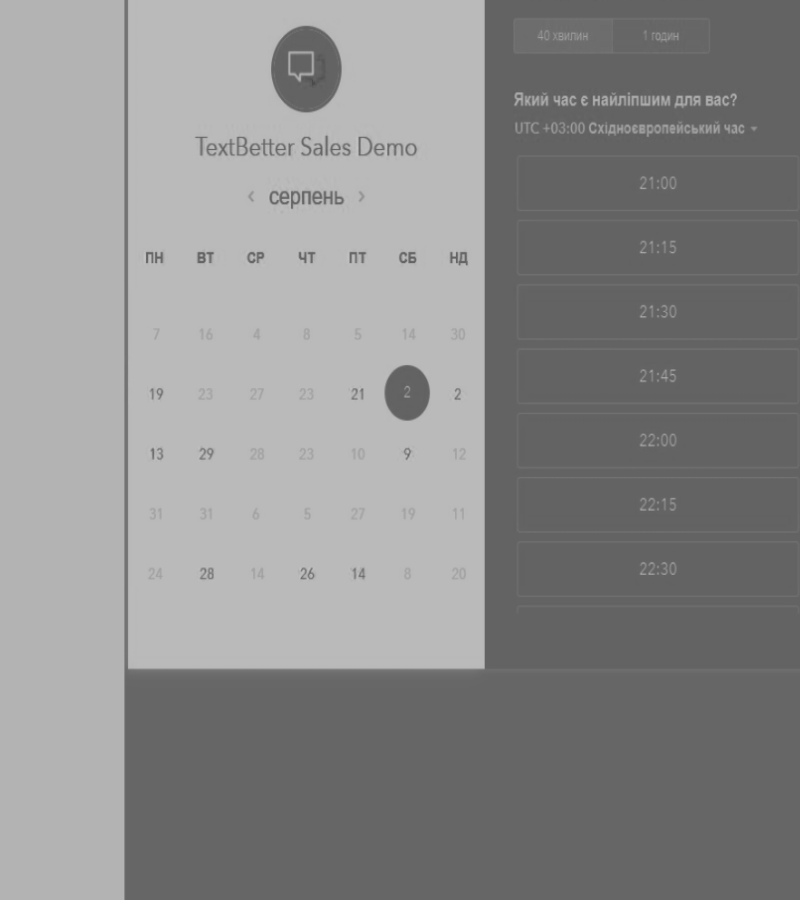 TextBetter Sales Demo
‹ серпень ›
ПН ВТ СР ЧТ ПТ СБ НД
7 16 4 8 5 14 30
19 23 27 23 21 2 2
13 29 28 23 10 9 12
31 31 6 5 27 19 11
24 28 14 26 14 8 20
40 хвилин 1 годин
Який час є найліпшим для вас?
UTC +03:00 Східноєвропейський час
21:00
21:15
21:30
21:45
22:00
22:15
22:30